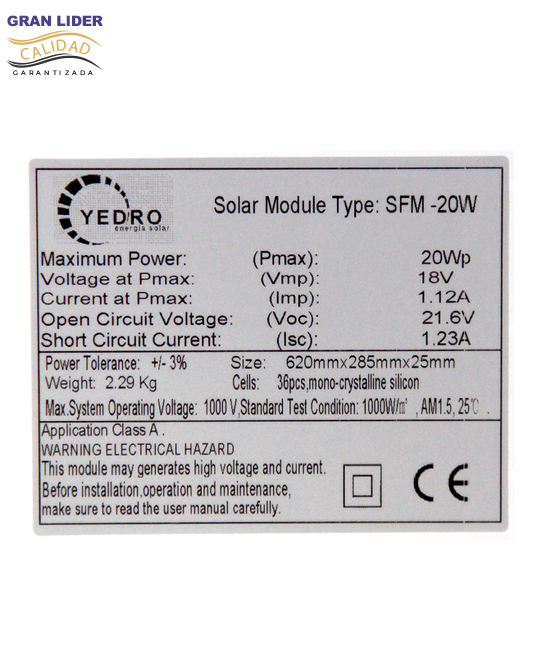 GRAN LIDER
CALIDAD
GARANTIZADA
YEDRO
energia solar
Solar Module Type: SFM -20W
Maximum Power: (Pmax): 20Wp
Voltage at Pmax: (Vmp): 18V
Current at Pmax: (Imp): 1.12A
Open Circuit Voltage: (Voc): 21.6V
Short Circuit Current: (Isc): 1.23A
Power Tolerance: +/- 3% Size: 620mmx285mmx25mm
Weight: 2.29 Kg Cells: 36pcs,mono-crystalline silicon
Max.System Operating Voltage: 1000 V,Standard Test Condition: 1000W/㎡ , AM1.5, 25℃ .
Application Class A .
WARNING ELECTRICAL HAZARD
This module may generates high voltage and current.
Before installation,operation and maintenance,
make sure to read the user manual carefully.
CE